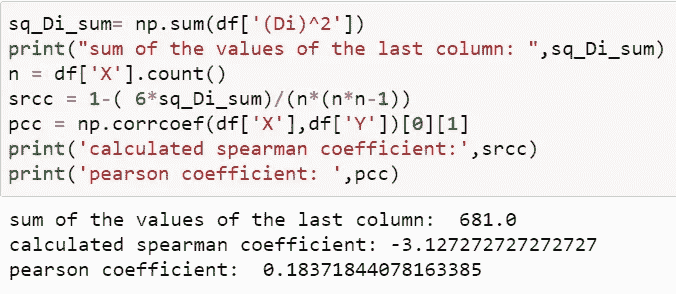 sq_Di_sum= np.sum(df['(Di)^2'])
print("sum of the values of the last column: ",sq_Di_sum)
n = df['X'].count()
srcc = 1-( 6*sq_Di_sum)/(n*(n*n-1))
pcc = np.corrcoef(df['X'],df['Y'])[0][1]
print('calculated spearman coefficient:',srcc)
print('pearson coefficient: ',pcc)
sum of the values of the last column:  681.0
calculated spearman coefficient: -3.127272727272727
pearson coefficient:  0.18371844078163385